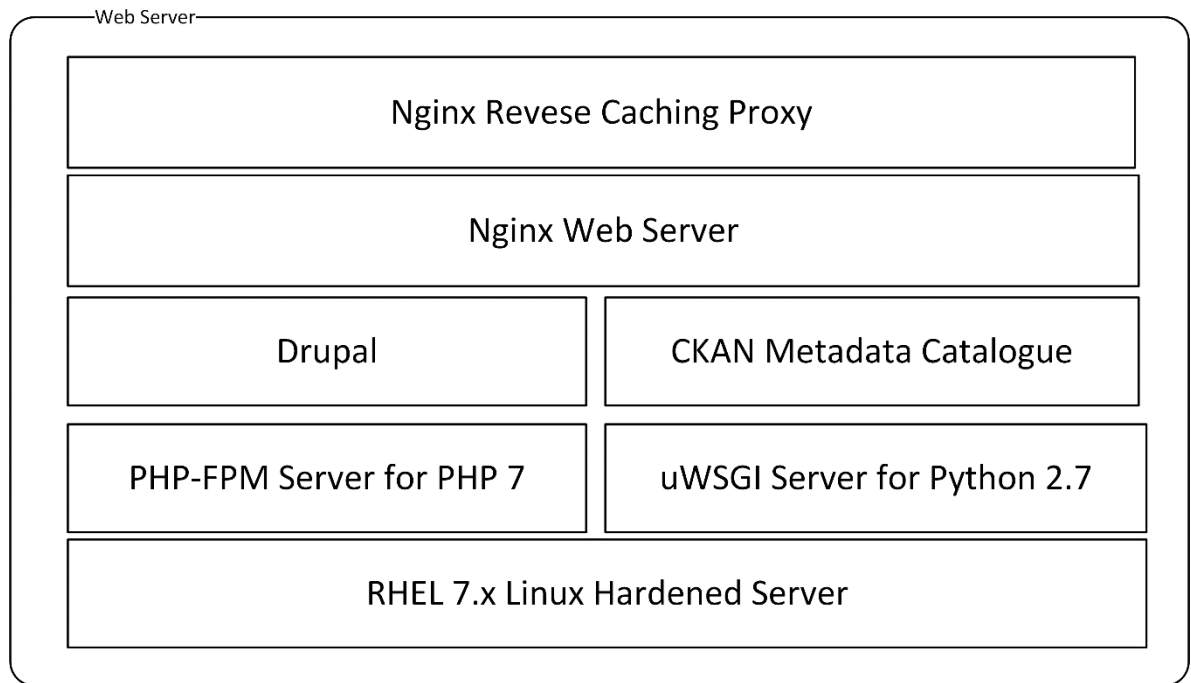 Web Server
Nginx Revese Caching Proxy
Nginx Web Server
Drupal
CKAN Metadata Catalogue
PHP-FPM Server for PHP 7
uWSGI Server for Python 2.7
RHEL 7.x Linux Hardened Server